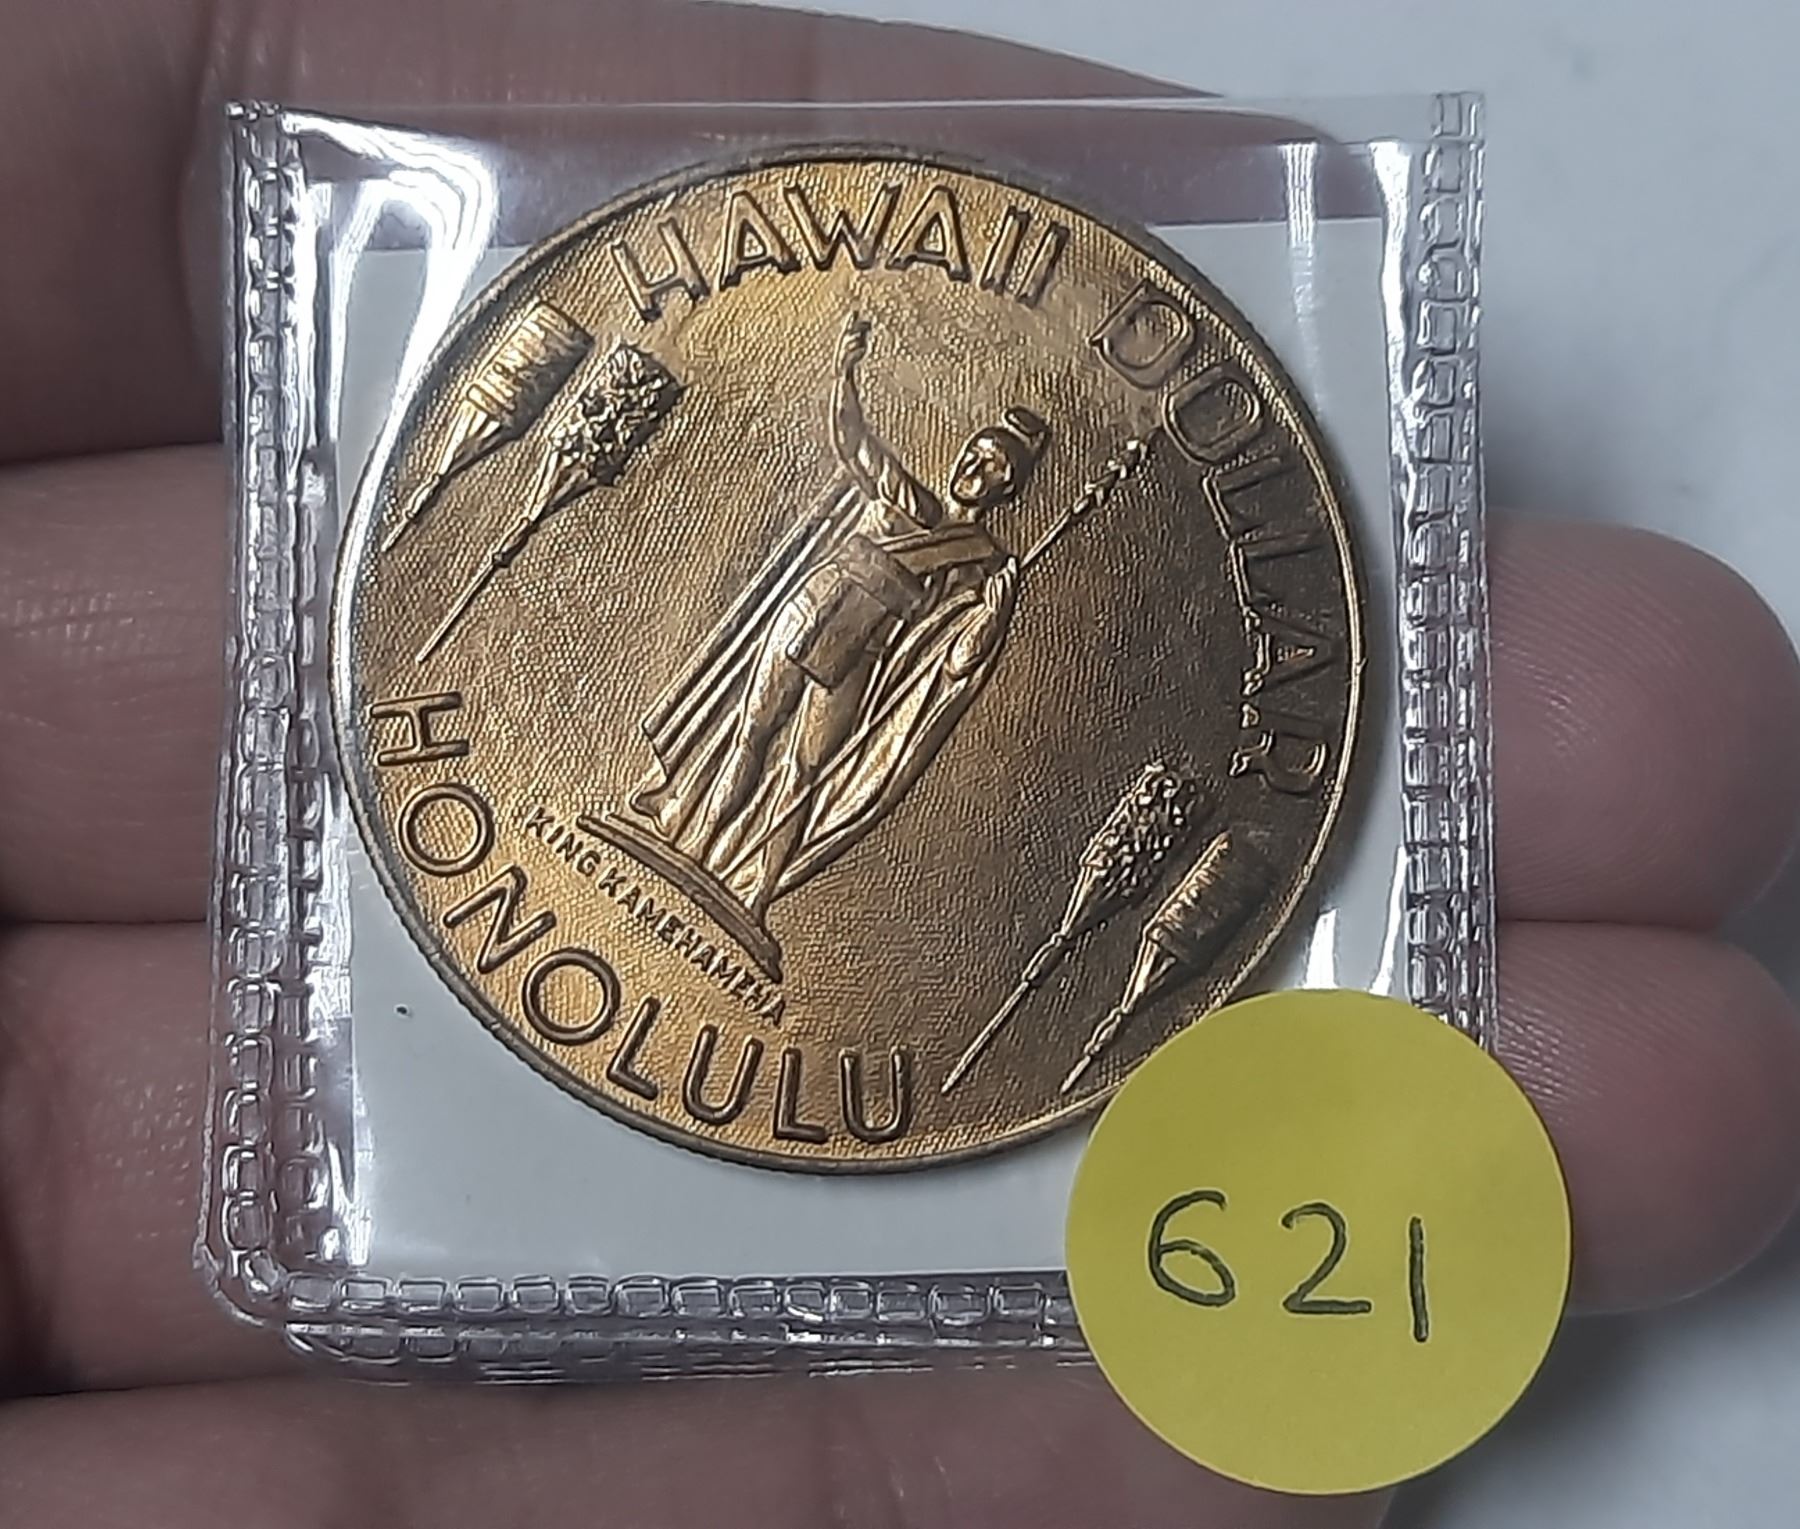 HAWAII DOLLAR
KING KAMEHAMEHA
HONOLULU
621